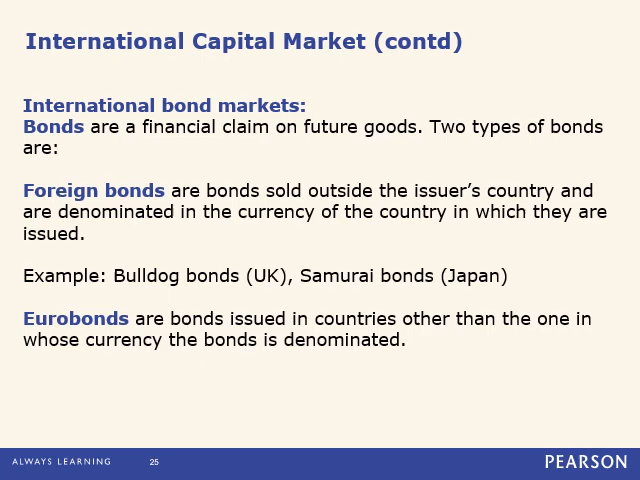 International Capital Market (contd)
International bond markets:
Bonds are a financial claim on future goods. Two types of bonds
are:
Foreign bonds are bonds sold outside the issuer’s country and
are denominated in the currency of the country in which they are
issued.
Example: Bulldog bonds (UK), Samurai bonds (Japan)
Eurobonds are bonds issued in countries other than the one in
whose currency the bonds is denominated.
ALWAYS LEARNING 25 PEARSON